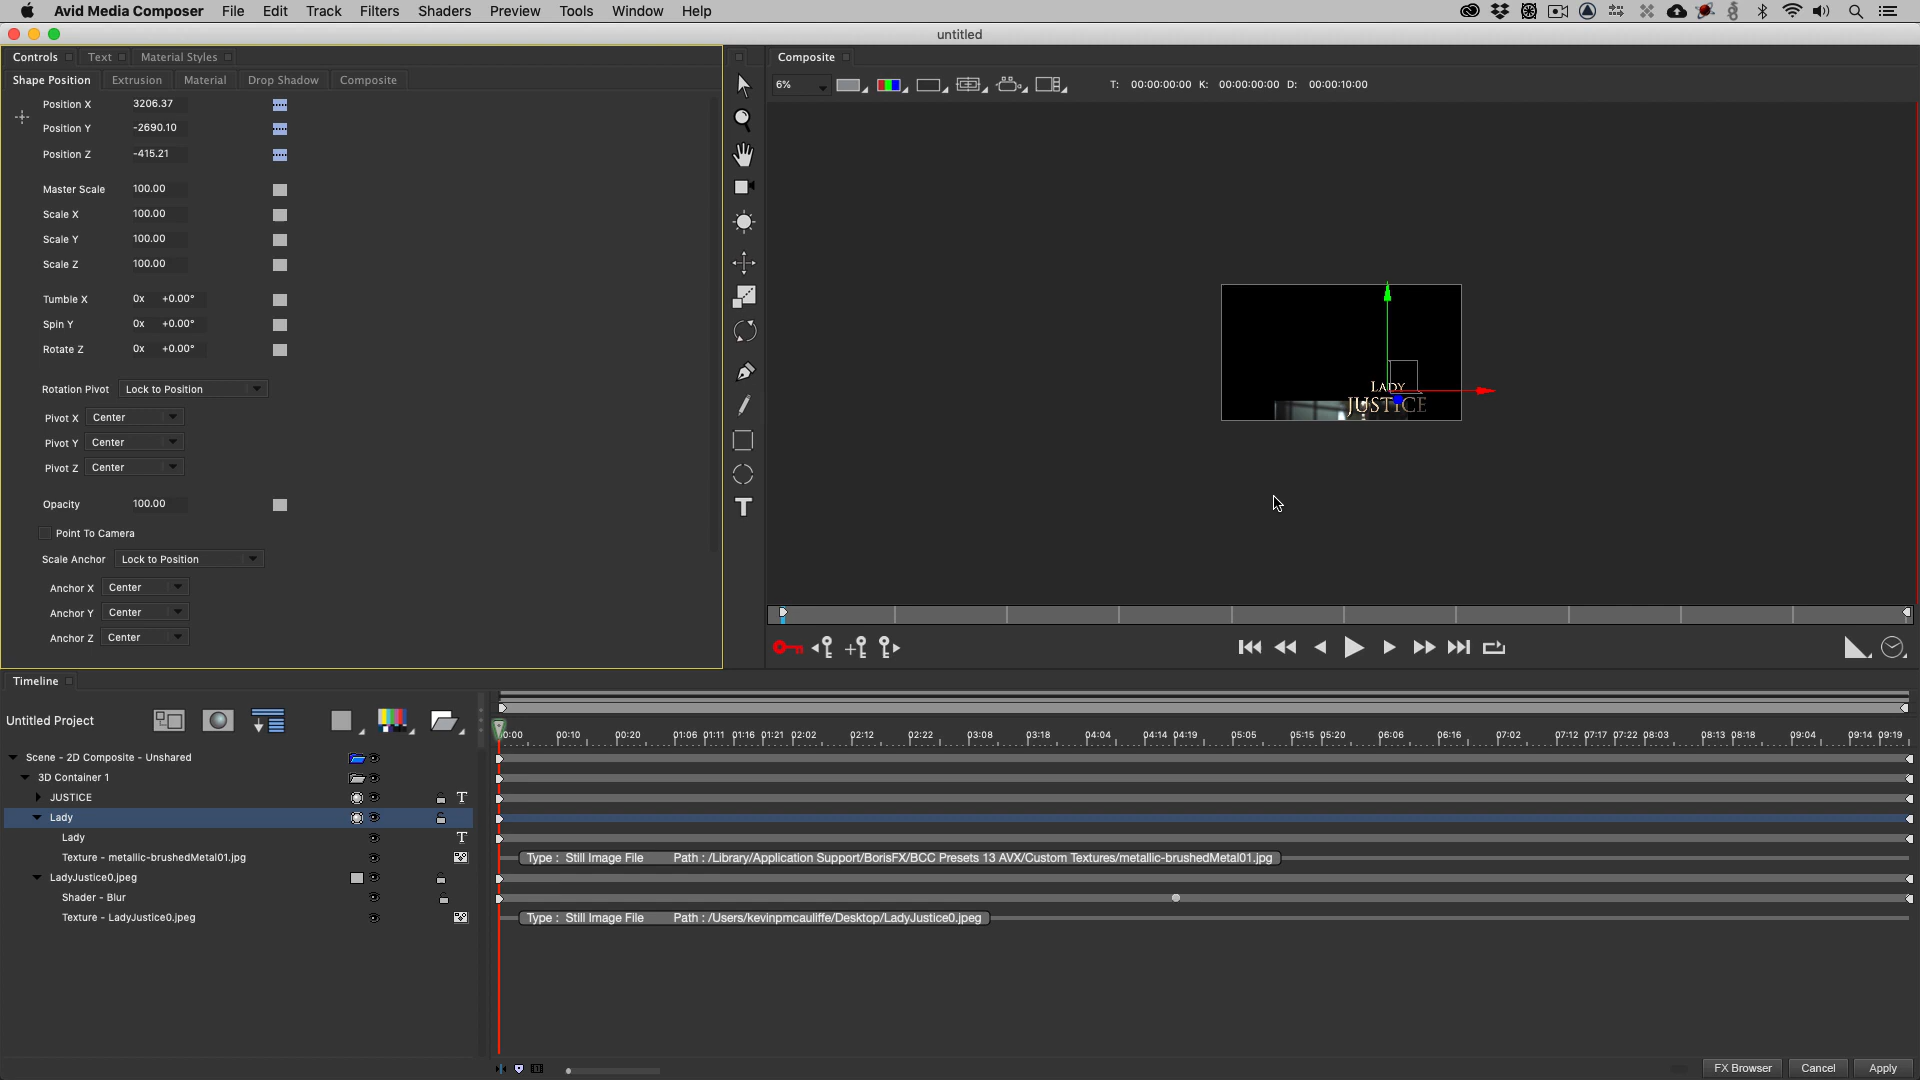 Avid Media Composer File Edit Track Filters Shaders Preview Tools Window Help
untitled
Controls Text Material Styles
Shape Position Extrusion Material Drop Shadow Composite
Position X 3206.37
Position Y -2690.10
Position Z -415.21
Master Scale 100.00
Scale X 100.00
Scale Y 100.00
Scale Z 100.00
Tumble X 0x +0.00°
Spin Y 0x +0.00°
Rotate Z 0x +0.00°
Rotation Pivot Lock to Position
Pivot X Center
Pivot Y Center
Pivot Z Center
Opacity 100.00
Point To Camera
Scale Anchor Lock to Position
Anchor X Center
Anchor Y Center
Anchor Z Center
T
Composite
6% T: 00:00:00:00 K: 00:00:00:00 D: 00:00:10:00
LADY
JUSTICE
Timeline
Untitled Project
0:00 00:10 00:20 01:06 01:11 01:16 01:21 02:02 02:12 02:22 03:08 03:18 04:04 04:14 04:19 05:05 05:15 05:20 06:06 06:16 07:02 07:12 07:17 07:22 08:03 08:13 08:18 09:04 09:14 09:19
Scene - 2D Composite - Unshared
3D Container 1
JUSTICE T
Lady
Lady T
Texture - metallic-brushedMetal01.jpg Type : Still Image File Path : /Library/Application Support/BorisFX/BCC Presets 13 AVX/Custom Textures/metallic-brushedMetal01.jpg
LadyJustice0.jpeg
Shader - Blur
Texture - LadyJustice0.jpeg Type : Still Image File Path : /Users/kevinpmcauliffe/Desktop/LadyJustice0.jpeg
FX Browser Cancel Apply